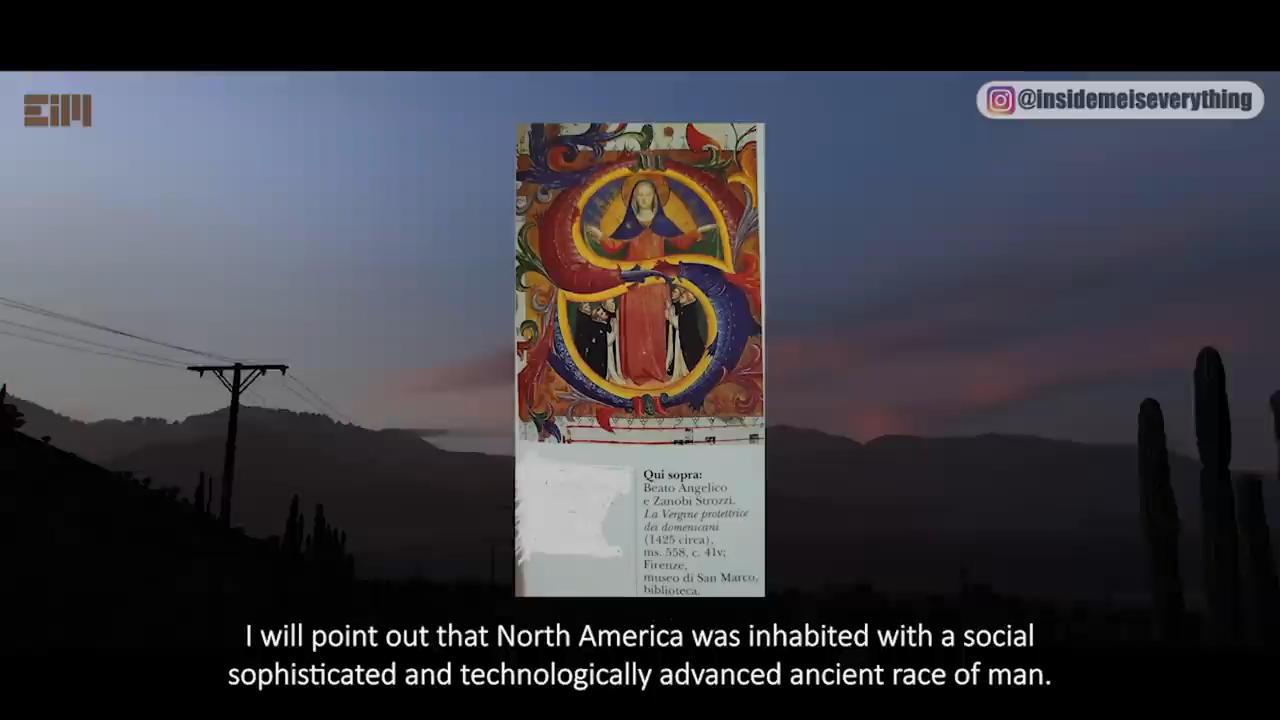 EiM
@insidemeiseverything
Qui sopra:
Beato Angelico
e Zanobi Strozzi,
La Vergine protettrice
dei domenicani
(1425 circa),
ms. 558, c. 41v;
Firenze,
museo di San Marco,
biblioteca.
I will point out that North America was inhabited with a social
sophisticated and technologically advanced ancient race of man.